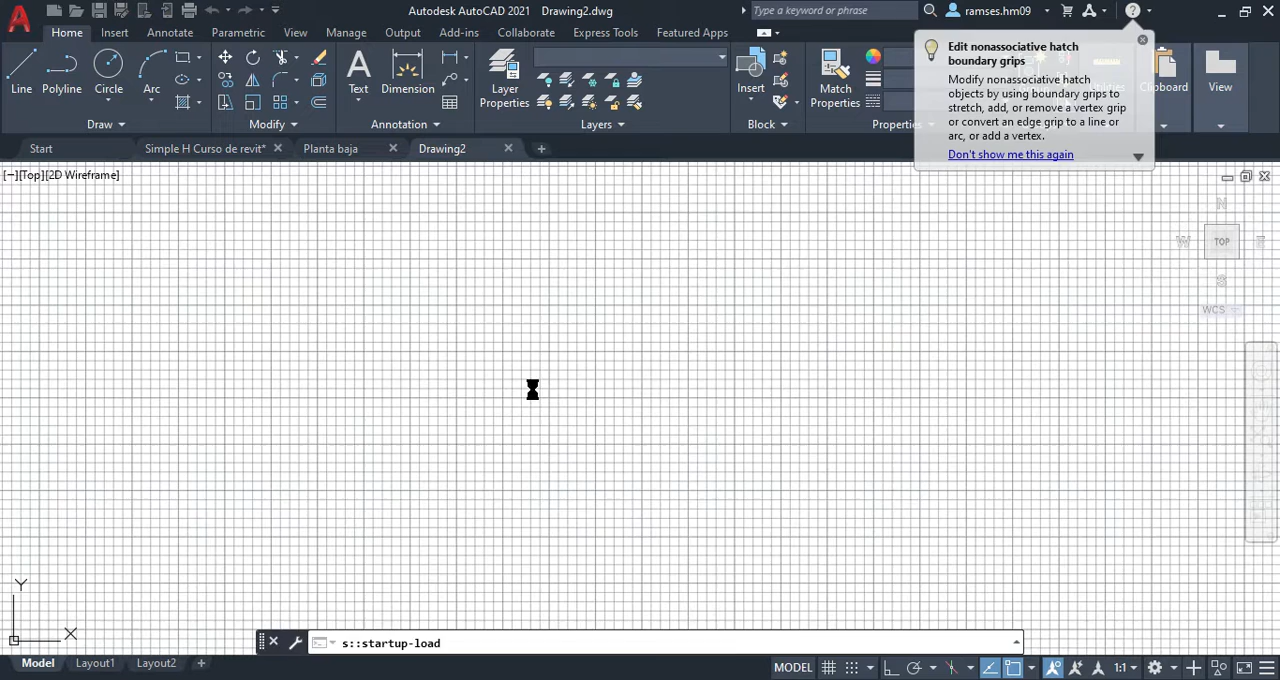 Autodesk AutoCAD 2021 Drawing2.dwg
Type a keyword or phrase
ramses.hm09
Home Insert Annotate Parametric View Manage Output Add-ins Collaborate Express Tools Featured Apps
Edit nonassociative hatch
boundary grips
Modify nonassociative hatch
objects by using boundary grips to
stretch, add, or remove a vertex grip
or convert an edge grip to a line or
arc, or add a vertex.
Don't show me this again
Line Polyline Circle Arc Text Dimension Layer
Properties Insert Match
Properties Utilities Clipboard View
Draw Modify Annotation Layers Block Properties
Start Simple H Curso de revit* Planta baja Drawing2
[−][Top][2D Wireframe]
N
W TOP E
S
WCS
Y
X
s::startup-load
Model Layout1 Layout2
MODEL 1:1